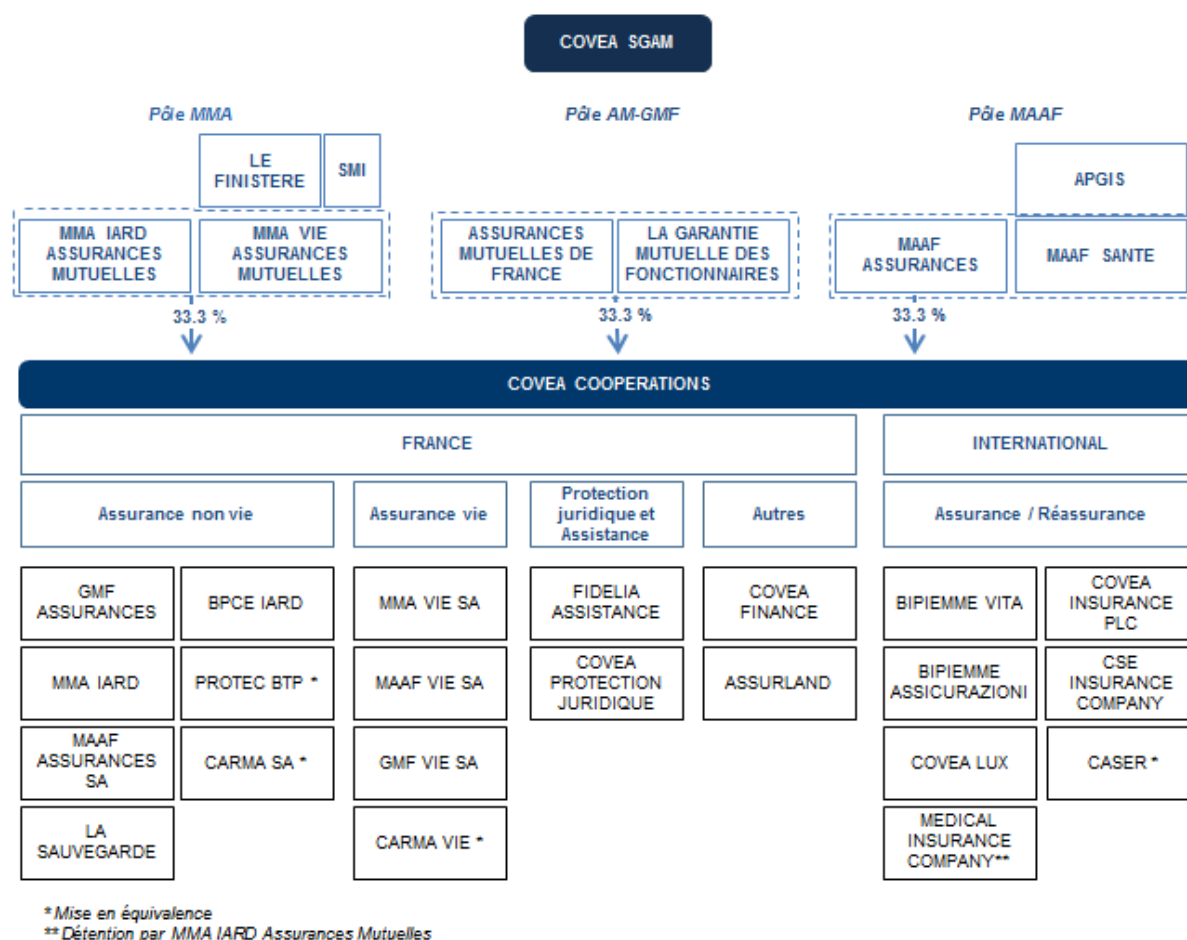 COVEA SGAM
Pôle MMA
Pôle AM-GMF
Pôle MAAF
LE
FINISTERE
SMI
APGIS
MMA IARD
ASSURANCES
MUTUELLES
MMA VIE
ASSURANCES
MUTUELLES
ASSURANCES
MUTUELLES DE
FRANCE
LA GARANTIE
MUTUELLE DES
FONCTIONNAIRES
MAAF
ASSURANCES
MAAF SANTE
33.3 %
33.3 %
33.3 %
COVEA COOPERATIONS
FRANCE
INTERNATIONAL
Assurance non vie
Assurance vie
Protection
juridique et
Assistance
Autres
Assurance / Réassurance
GMF
ASSURANCES
BPCE IARD
MMA VIE SA
FIDELIA
ASSISTANCE
COVEA
FINANCE
BIPIEMME VITA
COVEA
INSURANCE
PLC
MMA IARD
PROTEC BTP *
MAAF VIE SA
COVEA
PROTECTION
JURIDIQUE
ASSURLAND
BIPIEMME
ASSICURAZIONI
CSE
INSURANCE
COMPANY
MAAF
ASSURANCES
SA
CARMA SA *
GMF VIE SA
COVEA LUX
CASER *
LA
SAUVEGARDE
CARMA VIE *
MEDICAL
INSURANCE
COMPANY**
* Mise en équivalence
** Détention par MMA IARD Assurances Mutuelles